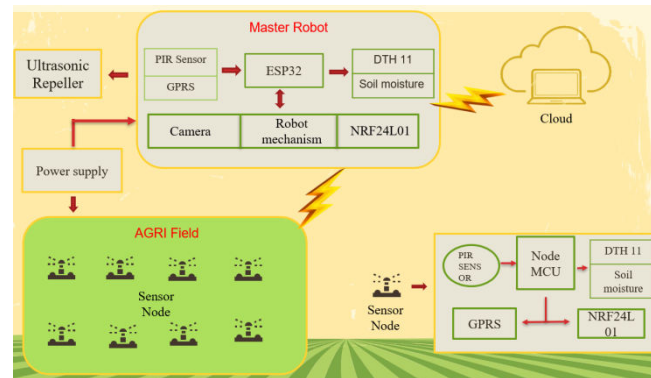 Master Robot
Ultrasonic
Repeller
PIR Sensor
GPRS
ESP32
DTH 11
Soil moisture
Camera
Robot
mechanism
NRF24L01
Cloud
Power supply
AGRI Field
Sensor
Node
Sensor
Node
PIR
SENS
OR
Node
MCU
DTH 11
Soil
moisture
GPRS
NRF24L
01